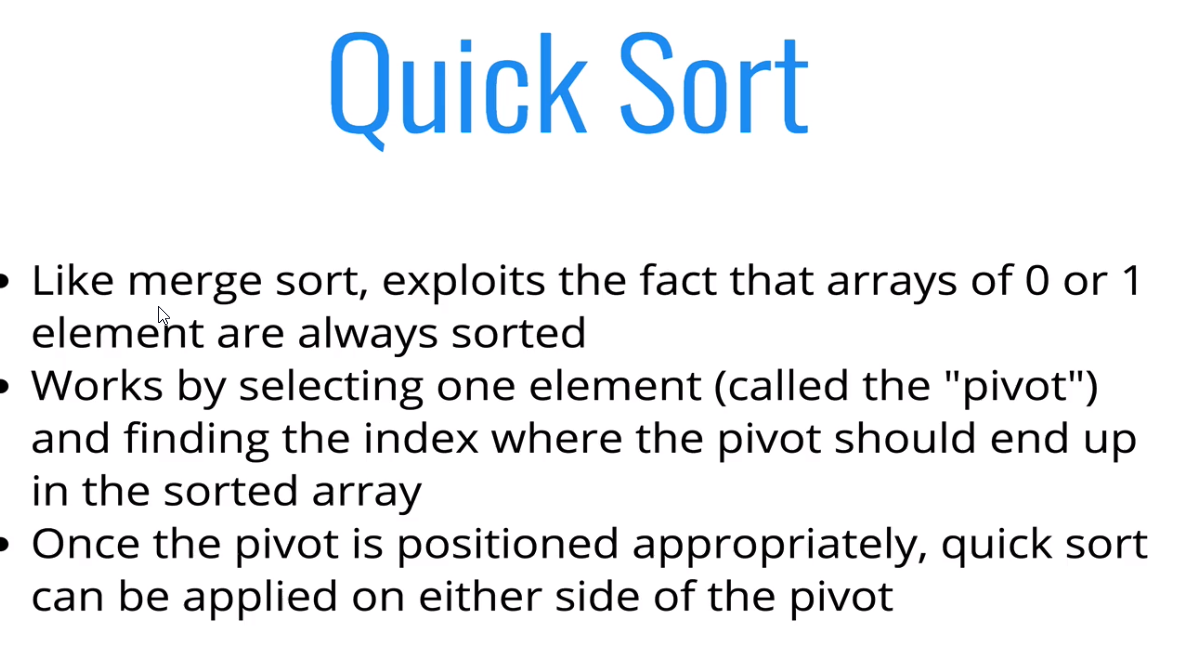 Quick Sort
• Like merge sort, exploits the fact that arrays of 0 or 1
element are always sorted
• Works by selecting one element (called the "pivot")
and finding the index where the pivot should end up
in the sorted array
• Once the pivot is positioned appropriately, quick sort
can be applied on either side of the pivot